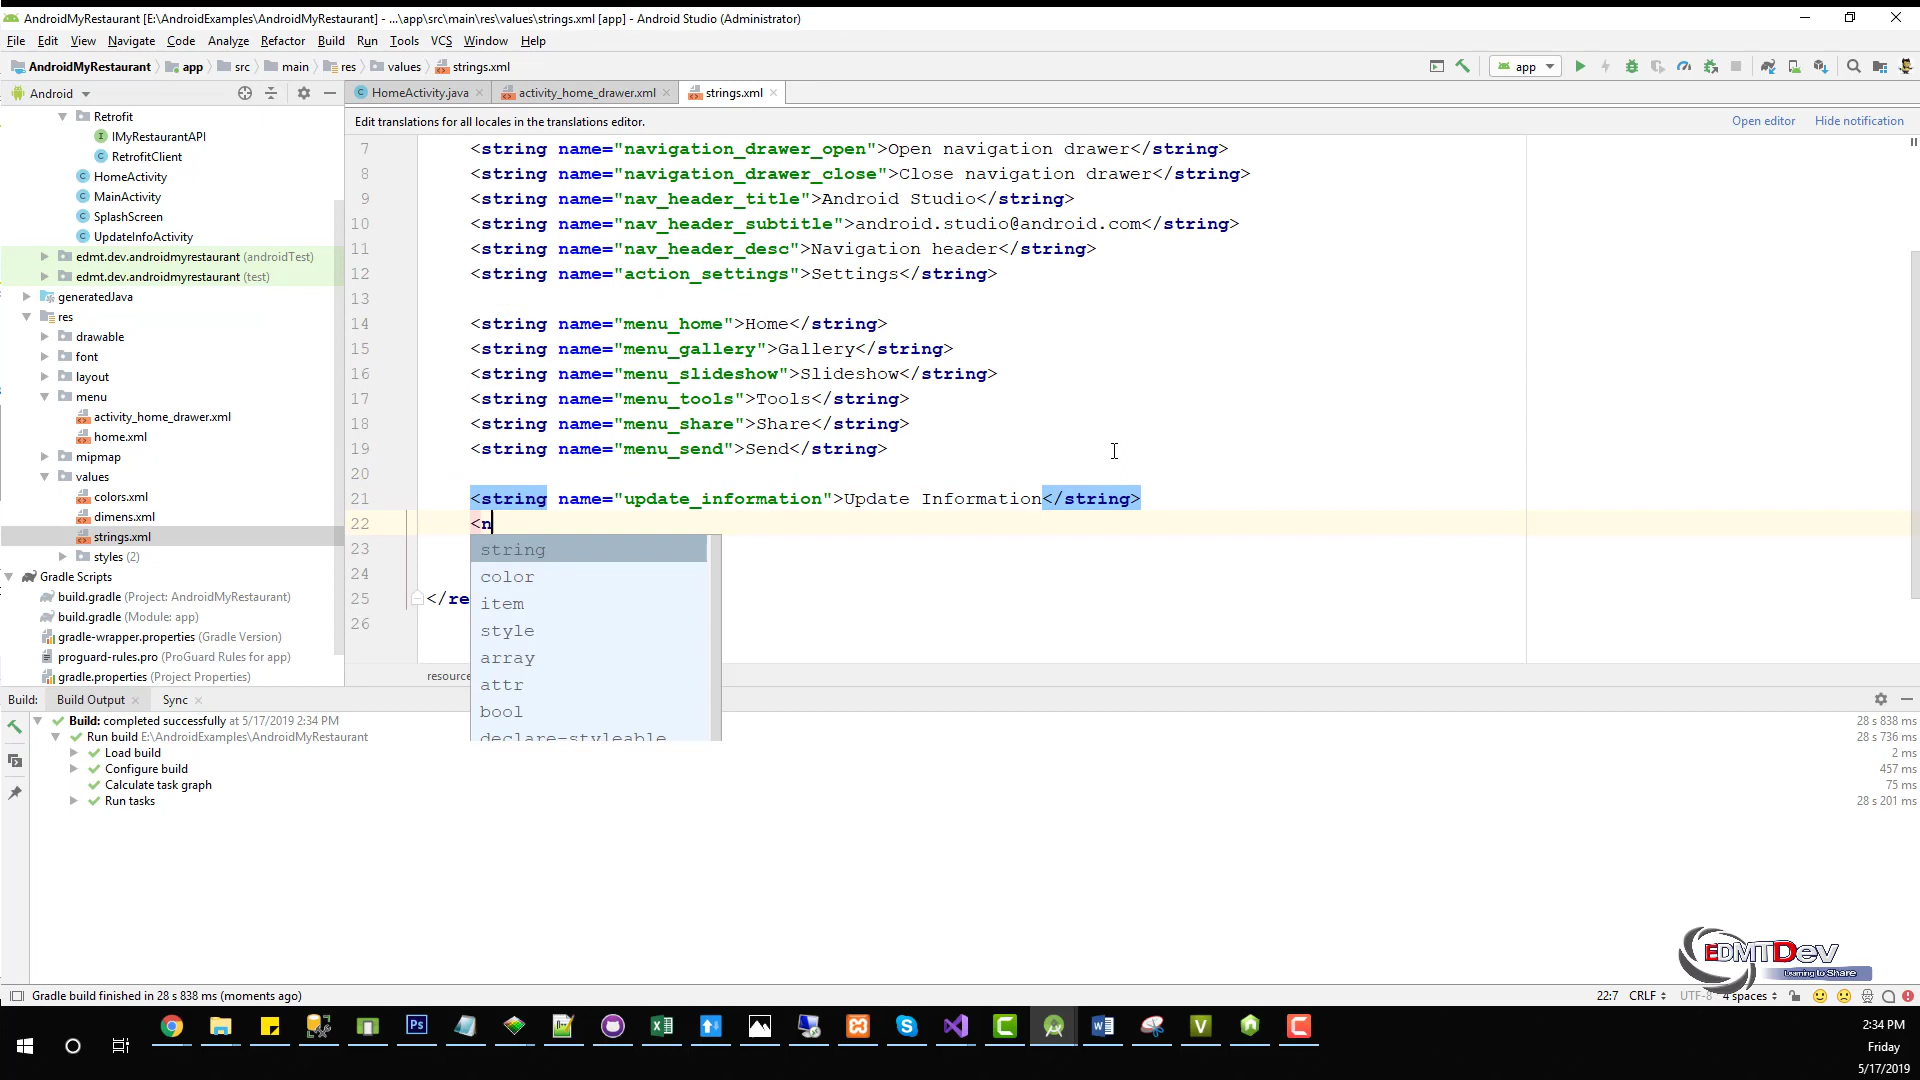 AndroidMyRestaurant [E:\AndroidExamples\AndroidMyRestaurant] - ...\app\src\main\res\values\strings.xml [app] - Android Studio (Administrator)
File Edit View Navigate Code Analyze Refactor Build Run Tools VCS Window Help
AndroidMyRestaurant app src main res values strings.xml app
Android HomeActivity.java activity_home_drawer.xml strings.xml
Edit translations for all locales in the translations editor. Open editor Hide notification
Retrofit
IMyRestaurantAPI
RetrofitClient
HomeActivity
MainActivity
SplashScreen
UpdateInfoActivity
edmt.dev.androidmyrestaurant (androidTest)
edmt.dev.androidmyrestaurant (test)
generatedJava
res
drawable
font
layout
menu
activity_home_drawer.xml
home.xml
mipmap
values
colors.xml
dimens.xml
strings.xml
styles (2)
Gradle Scripts
build.gradle (Project: AndroidMyRestaurant)
build.gradle (Module: app)
gradle-wrapper.properties (Gradle Version)
proguard-rules.pro (ProGuard Rules for app)
gradle.properties (Project Properties)
7 <string name="navigation_drawer_open">Open navigation drawer</string>
8 <string name="navigation_drawer_close">Close navigation drawer</string>
9 <string name="nav_header_title">Android Studio</string>
10 <string name="nav_header_subtitle">android.studio@android.com</string>
11 <string name="nav_header_desc">Navigation header</string>
12 <string name="action_settings">Settings</string>
13
14 <string name="menu_home">Home</string>
15 <string name="menu_gallery">Gallery</string>
16 <string name="menu_slideshow">Slideshow</string>
17 <string name="menu_tools">Tools</string>
18 <string name="menu_share">Share</string>
19 <string name="menu_send">Send</string>
20
21 <string name="update_information">Update Information</string>
22 <n
23
24
25 </re
26
string
color
item
style
array
attr
bool
declare-styleable
resource
Build: Build Output Sync
Build: completed successfully at 5/17/2019 2:34 PM 28 s 838 ms
Run build E:\AndroidExamples\AndroidMyRestaurant 28 s 736 ms
Load build 2 ms
Configure build 457 ms
Calculate task graph 75 ms
Run tasks 28 s 201 ms
EDMTDev
Learning to Share
Gradle build finished in 28 s 838 ms (moments ago) 22:7 CRLF UTF-8 4 spaces
2:34 PM
Friday
5/17/2019